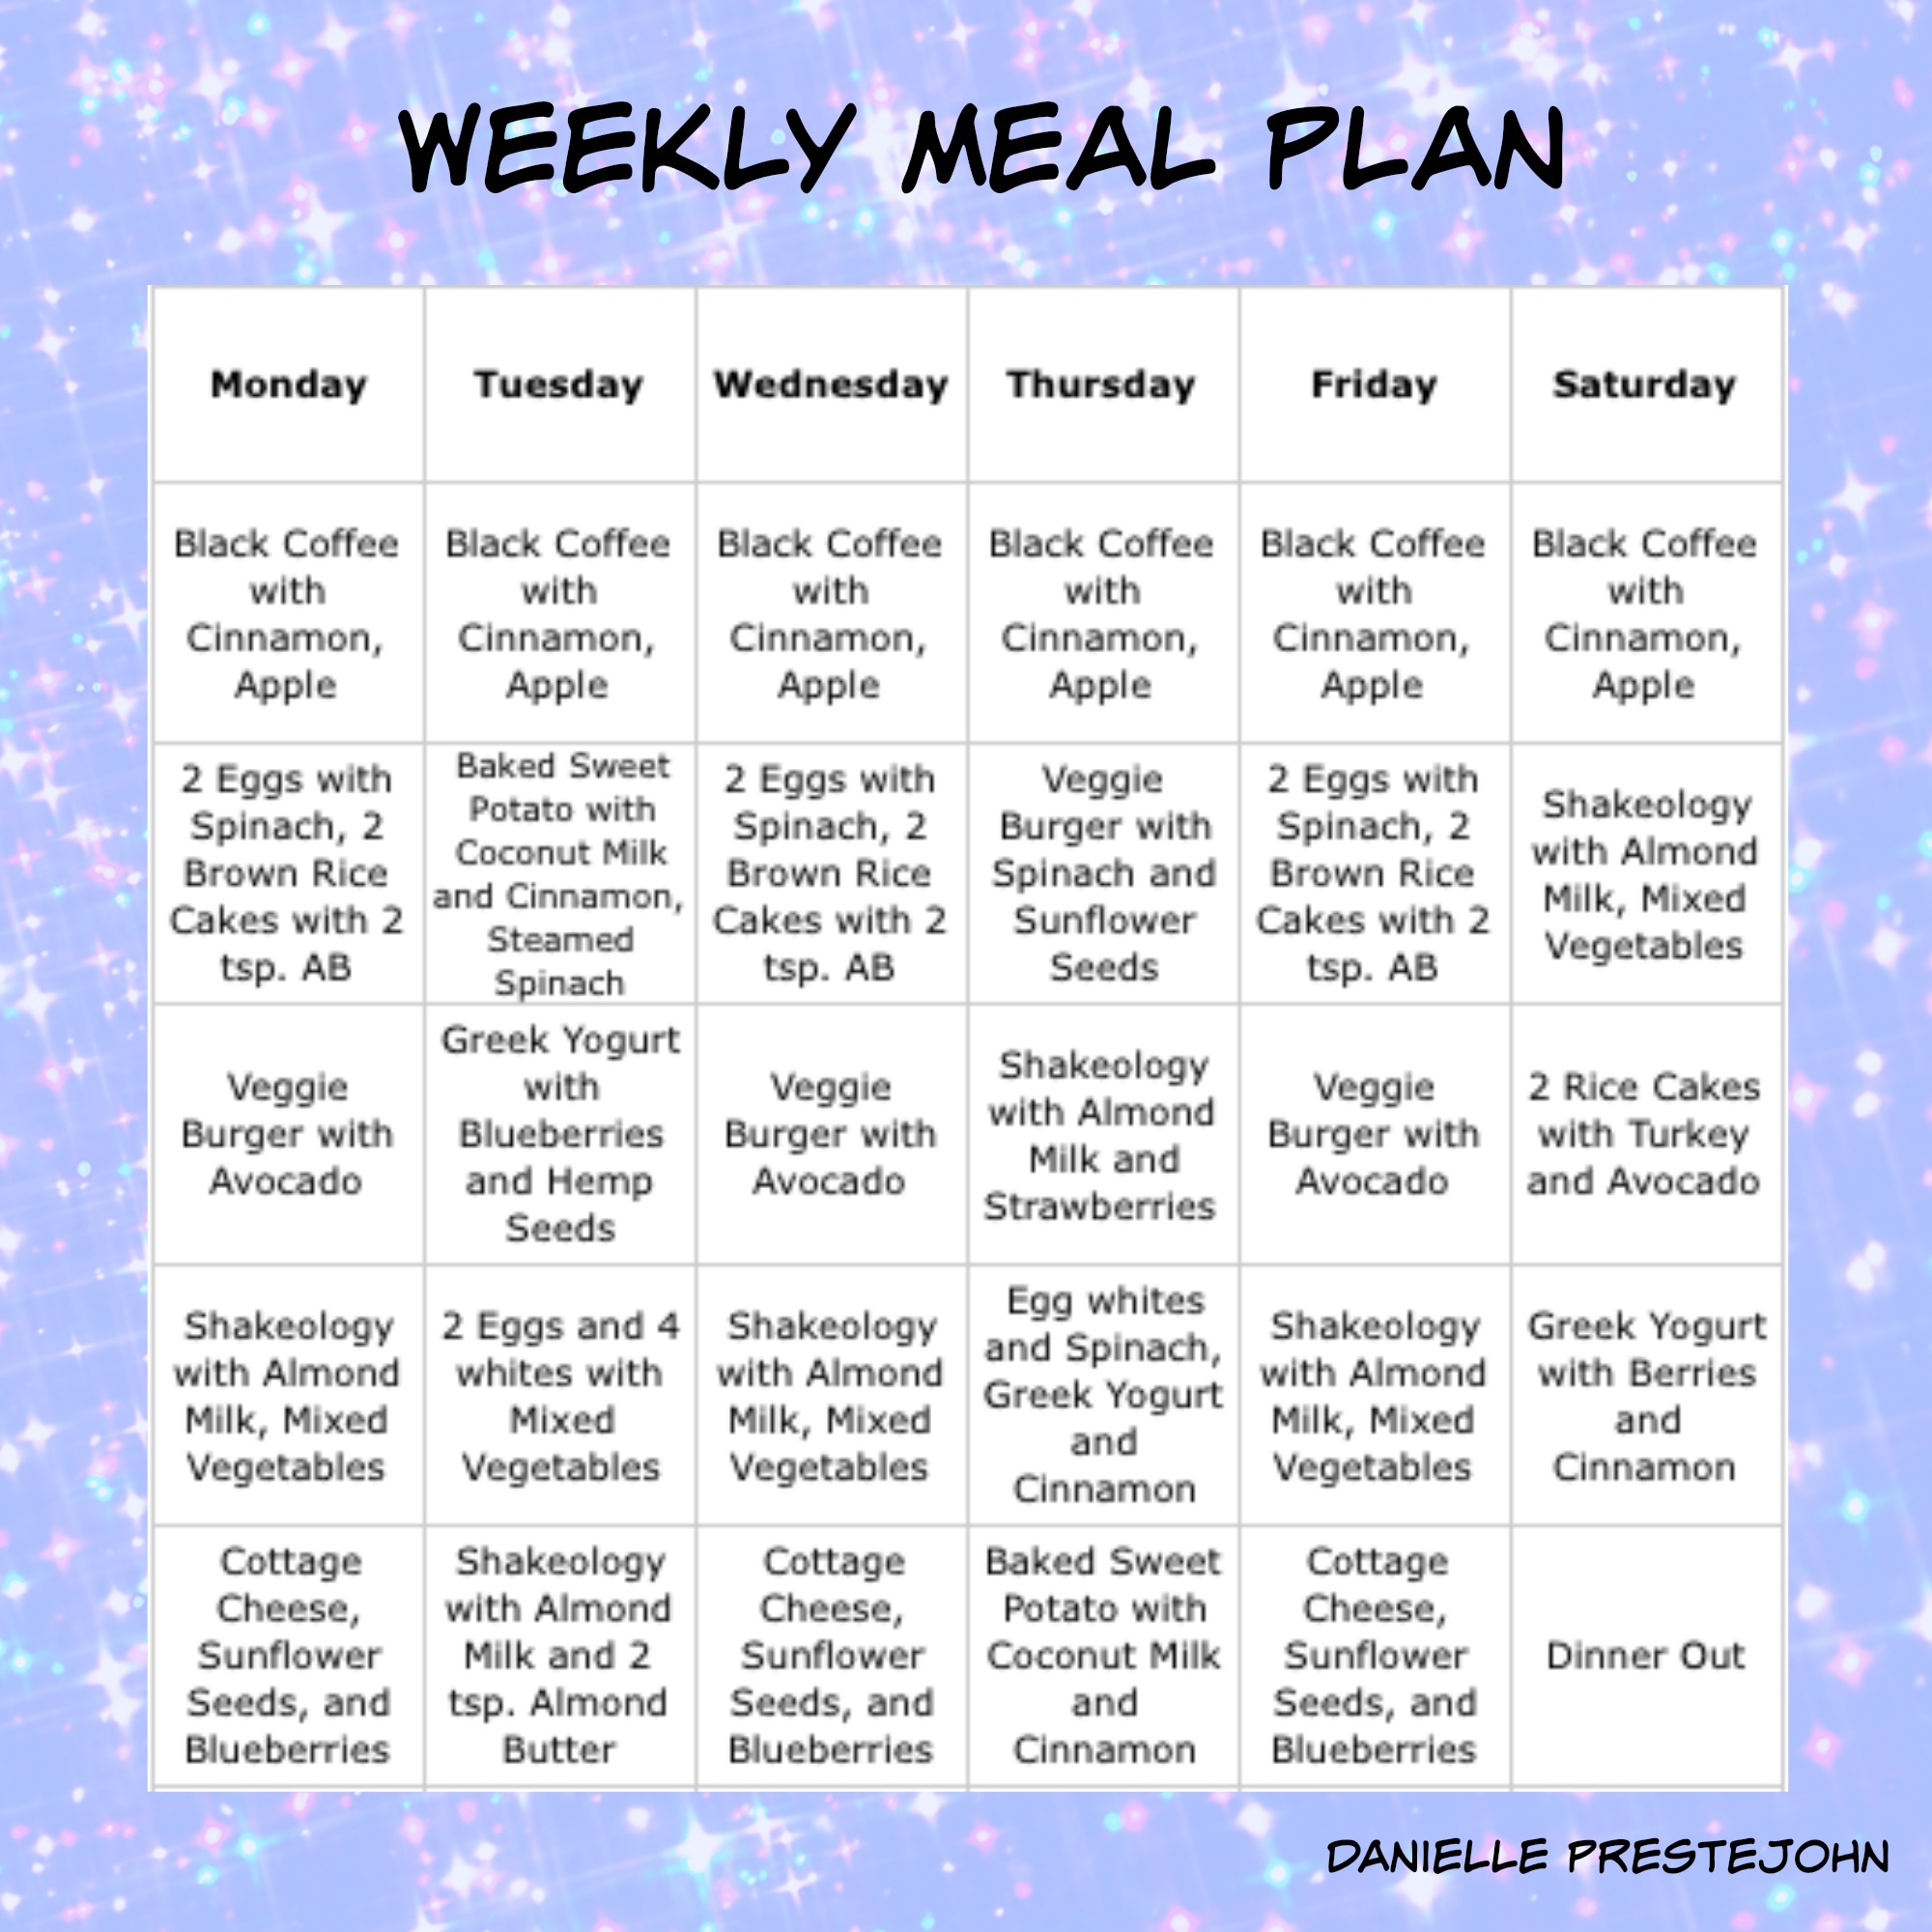 WEEKLY MEAL PLAN
Monday
Tuesday
Wednesday
Thursday
Friday
Saturday
Black Coffee
with
Cinnamon,
Apple
Black Coffee
with
Cinnamon,
Apple
Black Coffee
with
Cinnamon,
Apple
Black Coffee
with
Cinnamon,
Apple
Black Coffee
with
Cinnamon,
Apple
Black Coffee
with
Cinnamon,
Apple
2 Eggs with
Spinach, 2
Brown Rice
Cakes with 2
tsp. AB
Baked Sweet
Potato with
Coconut Milk
and Cinnamon,
Steamed
Spinach
2 Eggs with
Spinach, 2
Brown Rice
Cakes with 2
tsp. AB
Veggie
Burger with
Spinach and
Sunflower
Seeds
2 Eggs with
Spinach, 2
Brown Rice
Cakes with 2
tsp. AB
Shakeology
with Almond
Milk, Mixed
Vegetables
Veggie
Burger with
Avocado
Greek Yogurt
with
Blueberries
and Hemp
Seeds
Veggie
Burger with
Avocado
Shakeology
with Almond
Milk and
Strawberries
Veggie
Burger with
Avocado
2 Rice Cakes
with Turkey
and Avocado
Shakeology
with Almond
Milk, Mixed
Vegetables
2 Eggs and 4
whites with
Mixed
Vegetables
Shakeology
with Almond
Milk, Mixed
Vegetables
Egg whites
and Spinach,
Greek Yogurt
and
Cinnamon
Shakeology
with Almond
Milk, Mixed
Vegetables
Greek Yogurt
with Berries
and
Cinnamon
Cottage
Cheese,
Sunflower
Seeds, and
Blueberries
Shakeology
with Almond
Milk and 2
tsp. Almond
Butter
Cottage
Cheese,
Sunflower
Seeds, and
Blueberries
Baked Sweet
Potato with
Coconut Milk
and
Cinnamon
Cottage
Cheese,
Sunflower
Seeds, and
Blueberries
Dinner Out
DANIELLE PRESTEJOHN